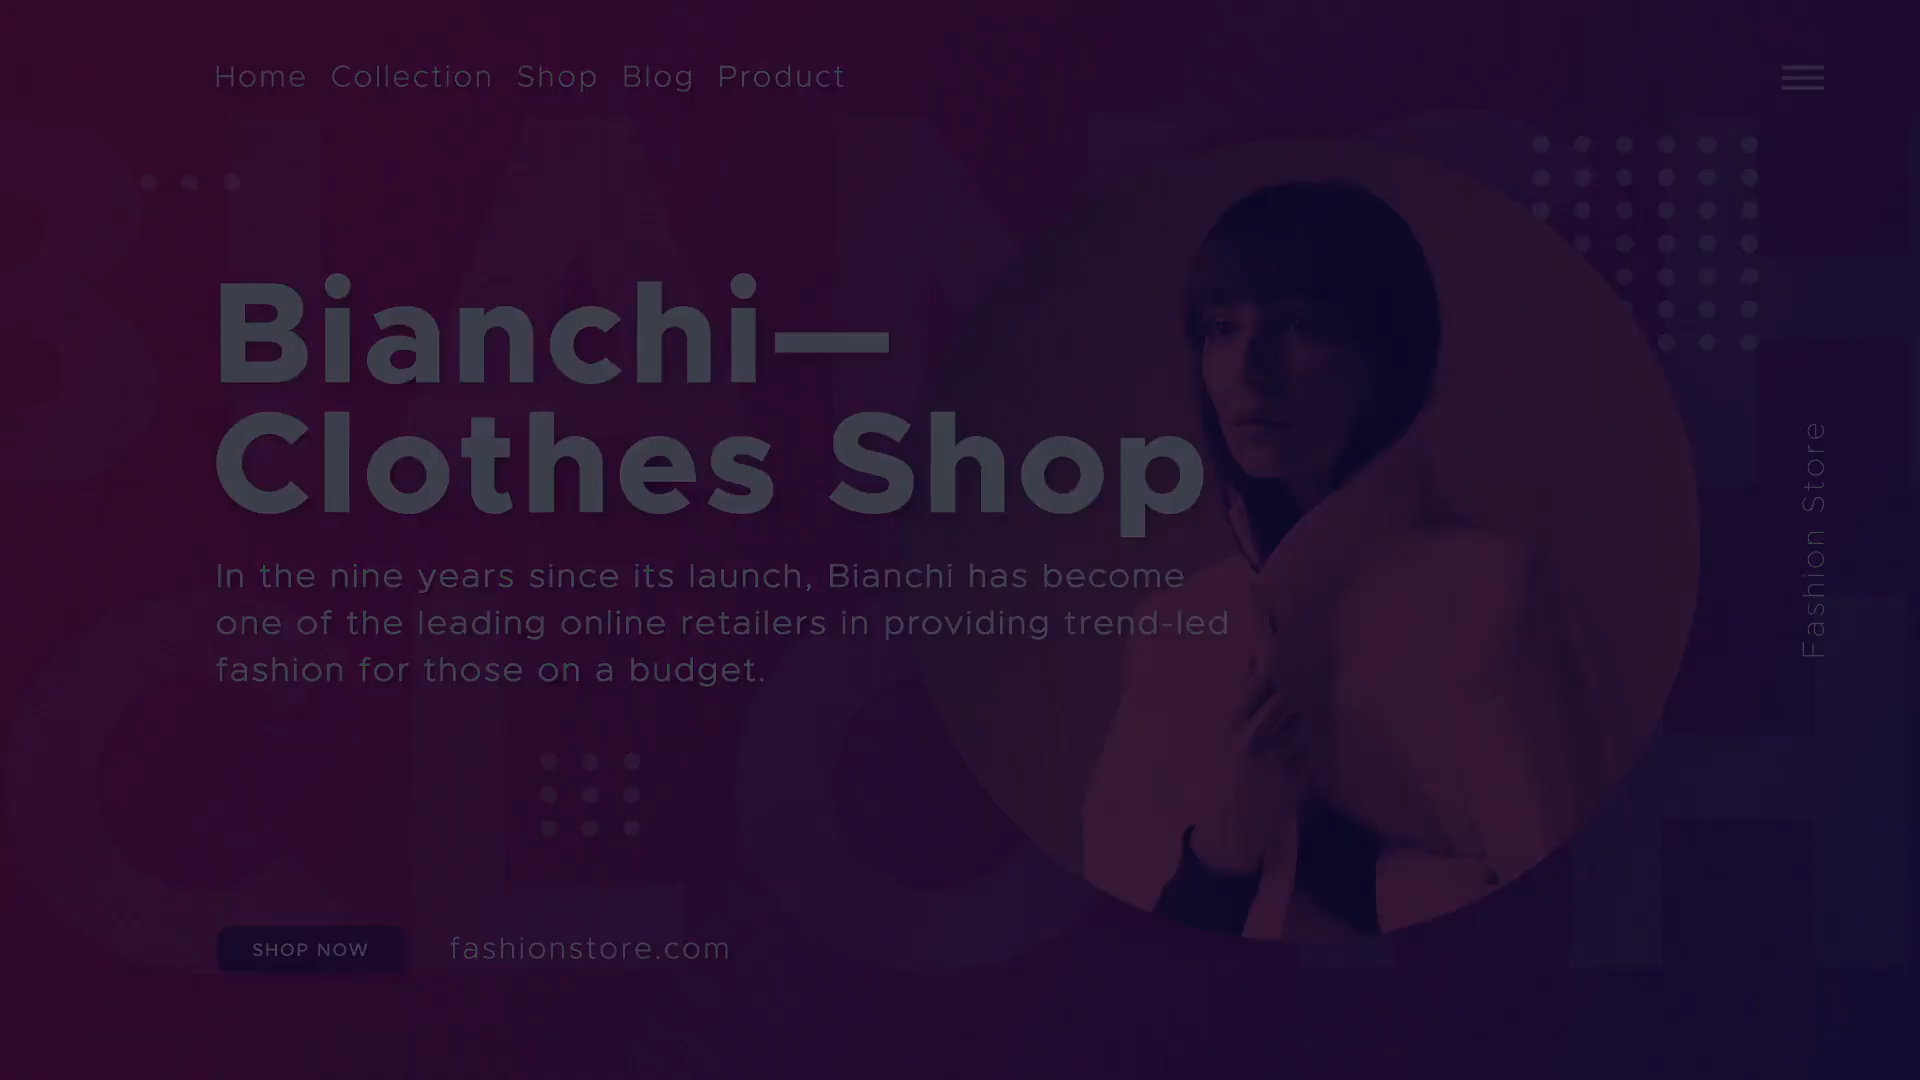 Home Collection Shop Blog Product
Bianchi—
Clothes Shop
In the nine years since its launch, Bianchi has become
one of the leading online retailers in providing trend-led
fashion for those on a budget.
SHOP NOW
fashionstore.com
Fashion Store